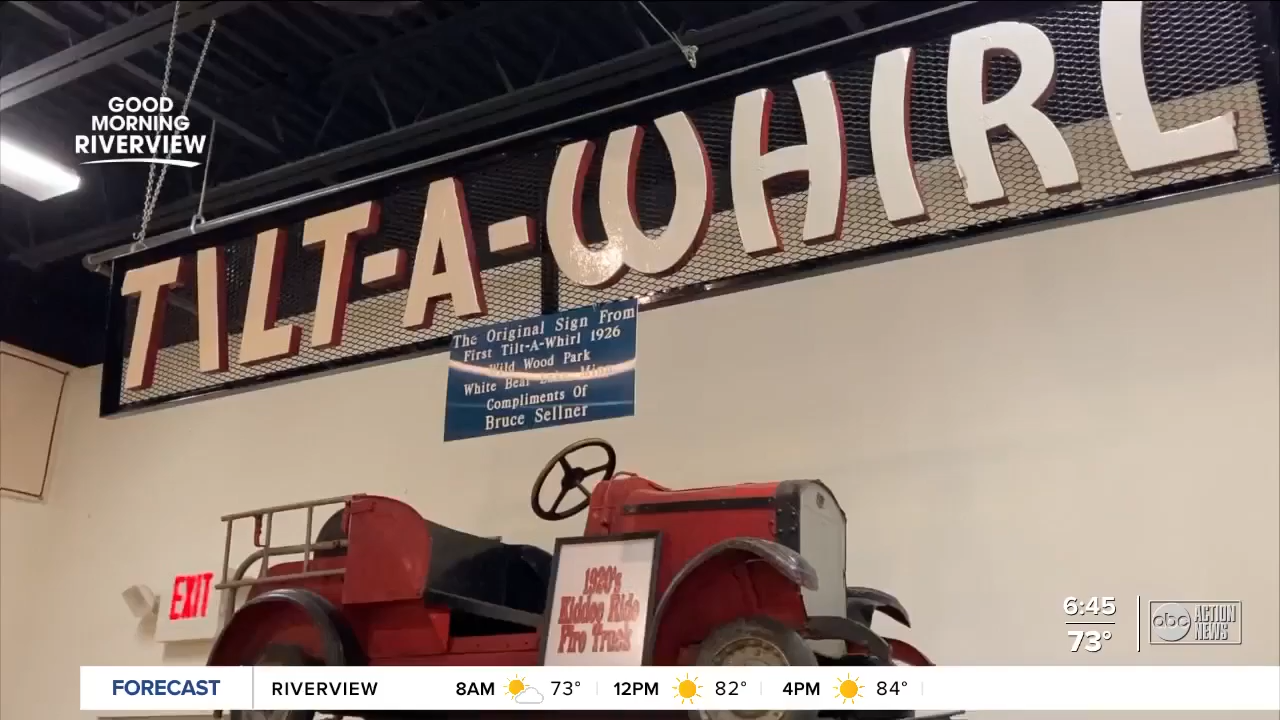 GOOD
MORNING
RIVERVIEW
TILT-A-WHIRL
The Original Sign From
First Tilt-A-Whirl 1926
Wild Wood Park
White Bear Lake, Minn
Compliments Of
Bruce Sellner
EXIT
1920's
Kiddee Ride
Fire Truck
6:45
73°
abc ACTION
NEWS
FORECAST RIVERVIEW 8AM 73° 12PM 82° 4PM 84°